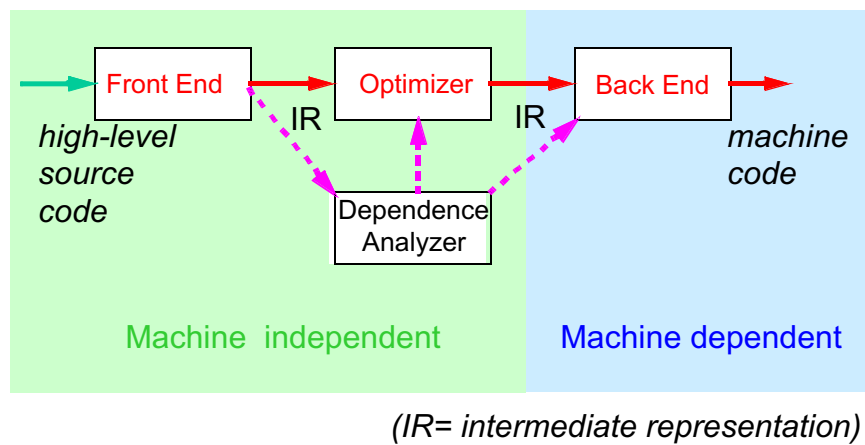 Front End
Optimizer
Back End
IR
IR
high-level
source
code
machine
code
Dependence
Analyzer
Machine independent
Machine dependent
(IR= intermediate representation)